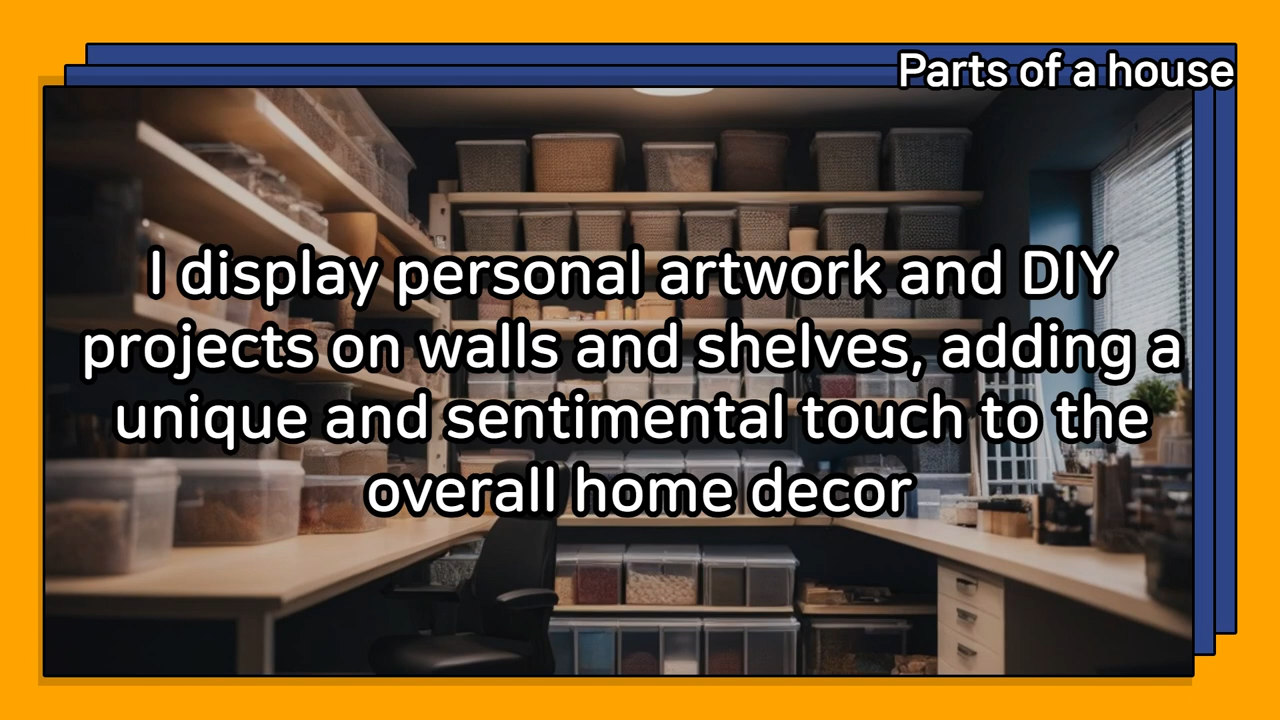 Parts of a house
I display personal artwork and DIY
projects on walls and shelves, adding a
unique and sentimental touch to the
overall home decor